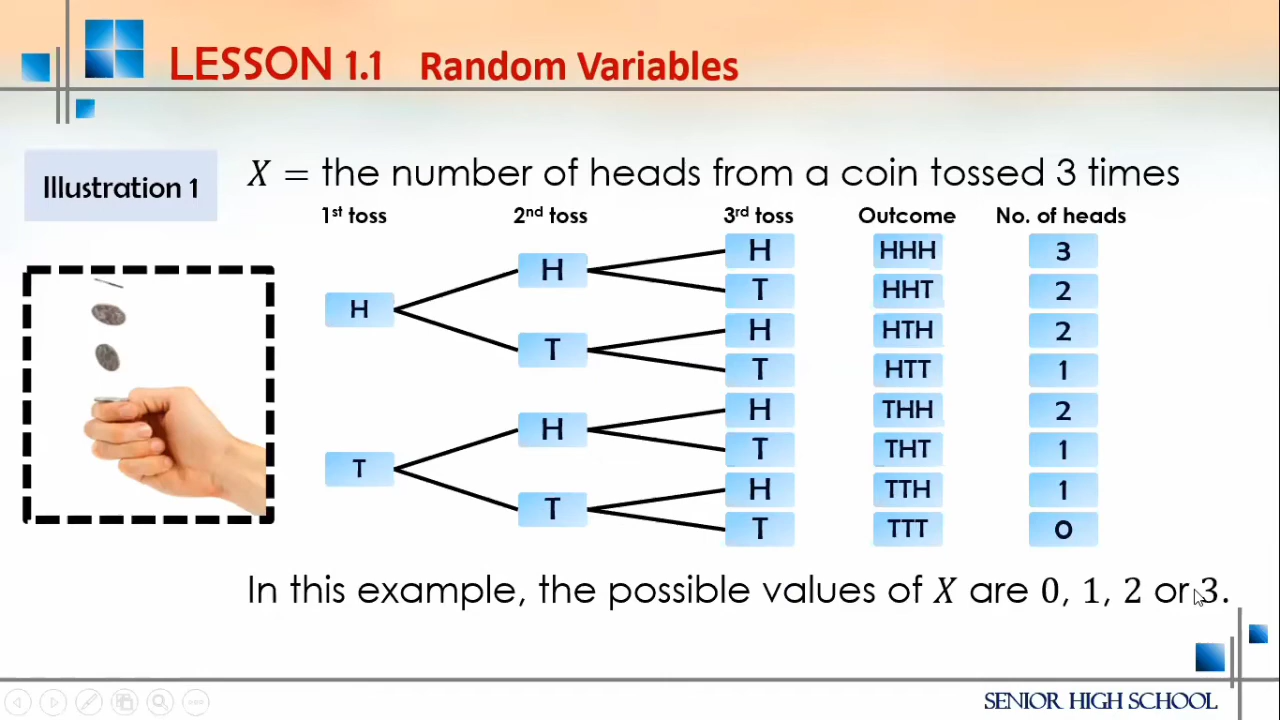 LESSON 1.1 Random Variables
Illustration 1
X = the number of heads from a coin tossed 3 times
1st toss 2nd toss 3rd toss Outcome No. of heads
H HHH 3
H
T HHT 2
H
H HTH 2
T
T HTT 1
H THH 2
H
T THT 1
T
H TTH 1
T
T TTT 0
In this example, the possible values of X are 0, 1, 2 or 3.
SENIOR HIGH SCHOOL